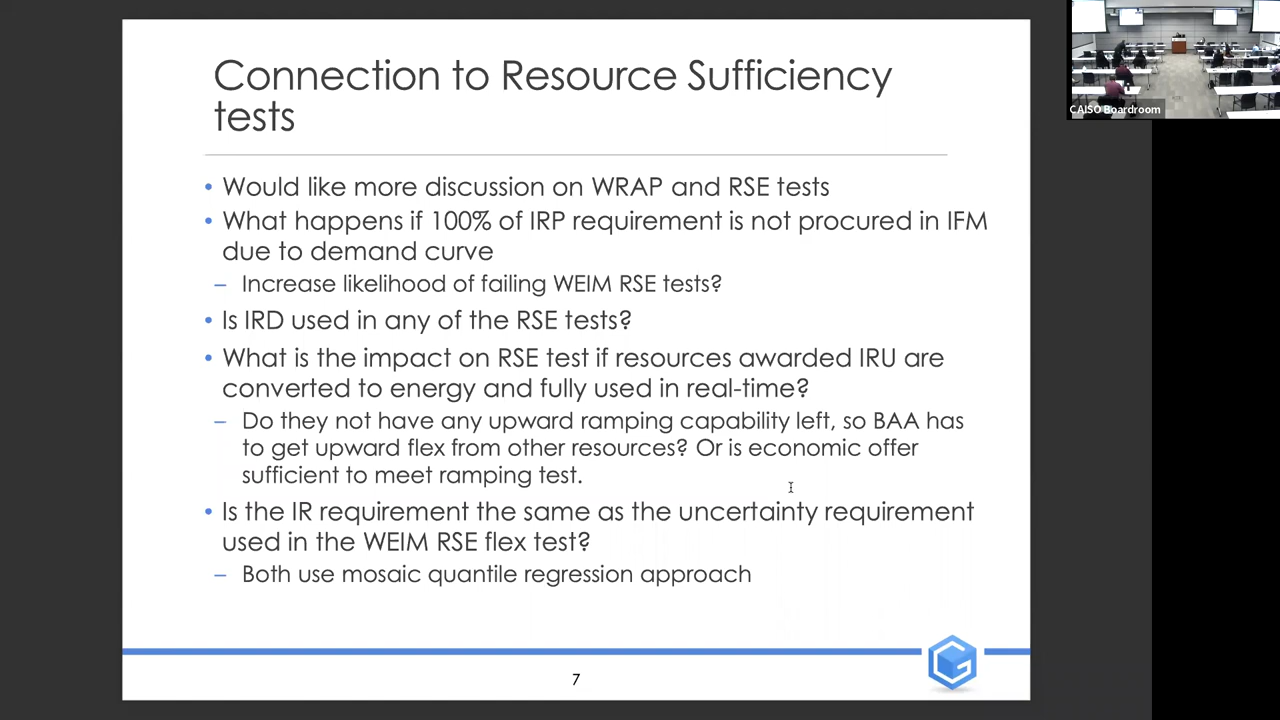 Connection to Resource Sufficiency
tests
• Would like more discussion on WRAP and RSE tests
• What happens if 100% of IRP requirement is not procured in IFM
due to demand curve
– Increase likelihood of failing WEIM RSE tests?
• Is IRD used in any of the RSE tests?
• What is the impact on RSE test if resources awarded IRU are
converted to energy and fully used in real-time?
– Do they not have any upward ramping capability left, so BAA has
to get upward flex from other resources? Or is economic offer
sufficient to meet ramping test.
• Is the IR requirement the same as the uncertainty requirement
used in the WEIM RSE flex test?
– Both use mosaic quantile regression approach
7
CAISO Boardroom